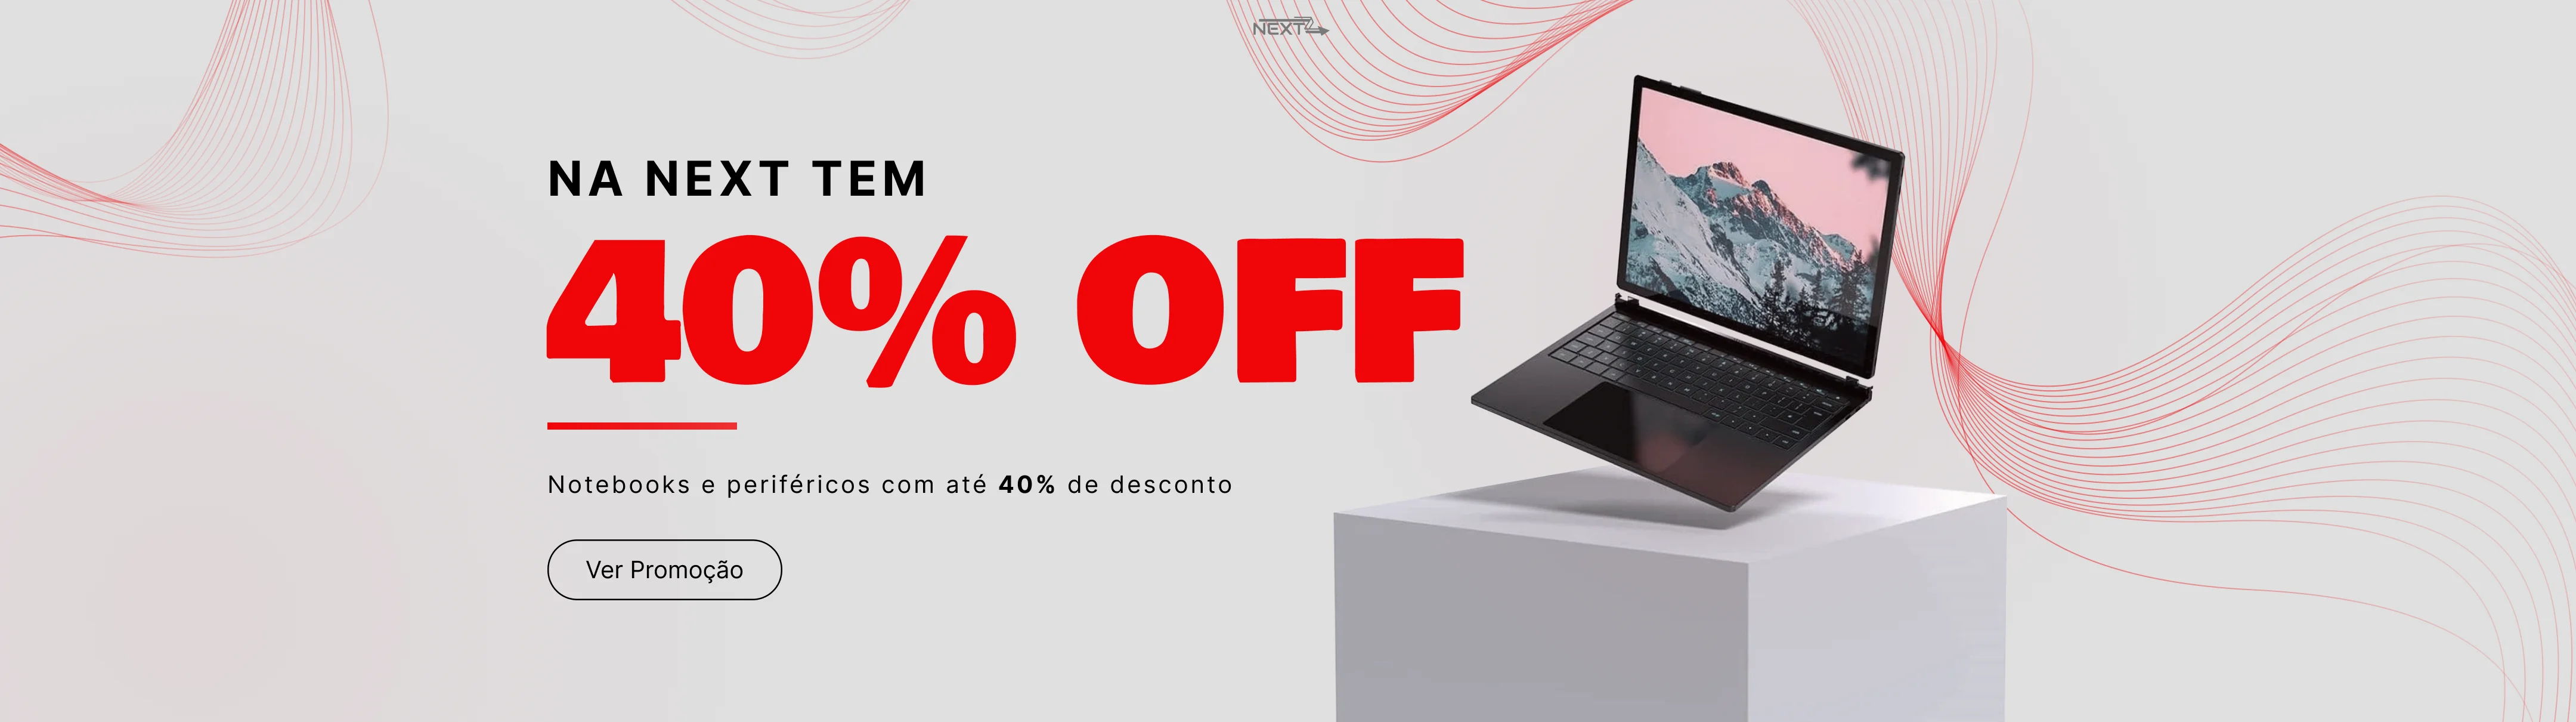 NEXT
NA NEXT TEM
40% OFF
Notebooks e periféricos com até 40% de desconto
Ver Promoção